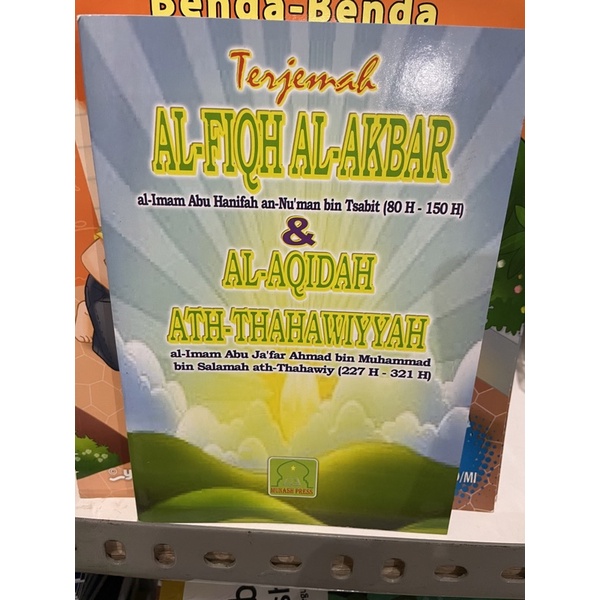 Benda-Benda
Terjemah
AL-FIQH AL-AKBAR
al-Imam Abu Hanifah an-Nu'man bin Tsabit (80 H - 150 H)
&
AL-AQIDAH
ATH-THAHAWIYYAH
al-Imam Abu Ja'far Ahmad bin Muhammad
bin Salamah ath-Thahawiy (227 H - 321 H)